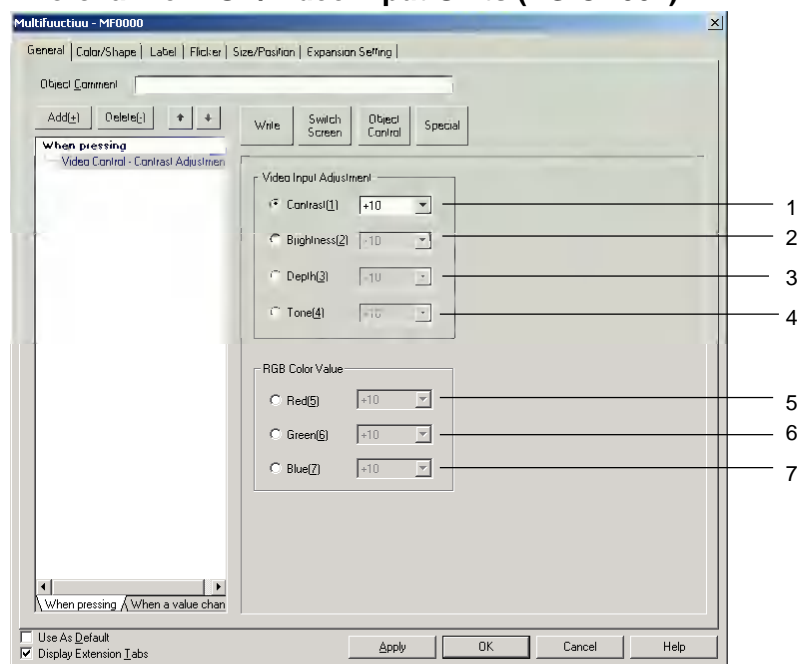 Multifuuctiuu - MF0000
General
Color/Shape
Label
Flicker
Size/Position
Expansion Setting
Object Comment
Add(+)
Delete(-)
Write
Switch
Screen
Object
Control
Special
When pressing
Video Control - Contrast Adjustmen
Video Input Adjustment
Contrast(1) +10 1
Brightness(2) +10 2
Depth(3) +10 3
Tone(4) +10 4
RGB Color Value
Red(5) +10 5
Green(6) +10 6
Blue(7) +10 7
When pressing
When a value chan
Use As Default
Display Extension Tabs
Apply
OK
Cancel
Help